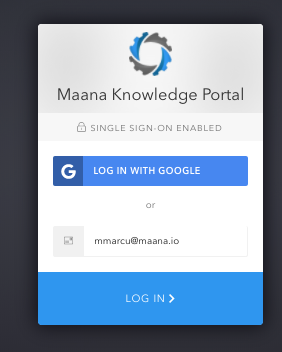 Maana Knowledge Portal
SINGLE SIGN-ON ENABLED
G LOG IN WITH GOOGLE
or
mmarcu@maana.io
LOG IN